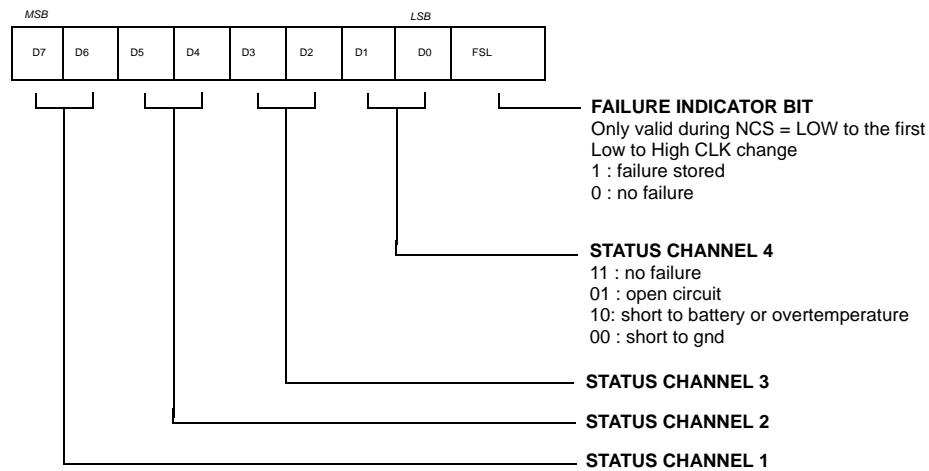 MSB
LSB
D7 D6 D5 D4 D3 D2 D1 D0 FSL
FAILURE INDICATOR BIT
Only valid during NCS = LOW to the first
Low to High CLK change
1 : failure stored
0 : no failure
STATUS CHANNEL 4
11 : no failure
01 : open circuit
10: short to battery or overtemperature
00 : short to gnd
STATUS CHANNEL 3
STATUS CHANNEL 2
STATUS CHANNEL 1